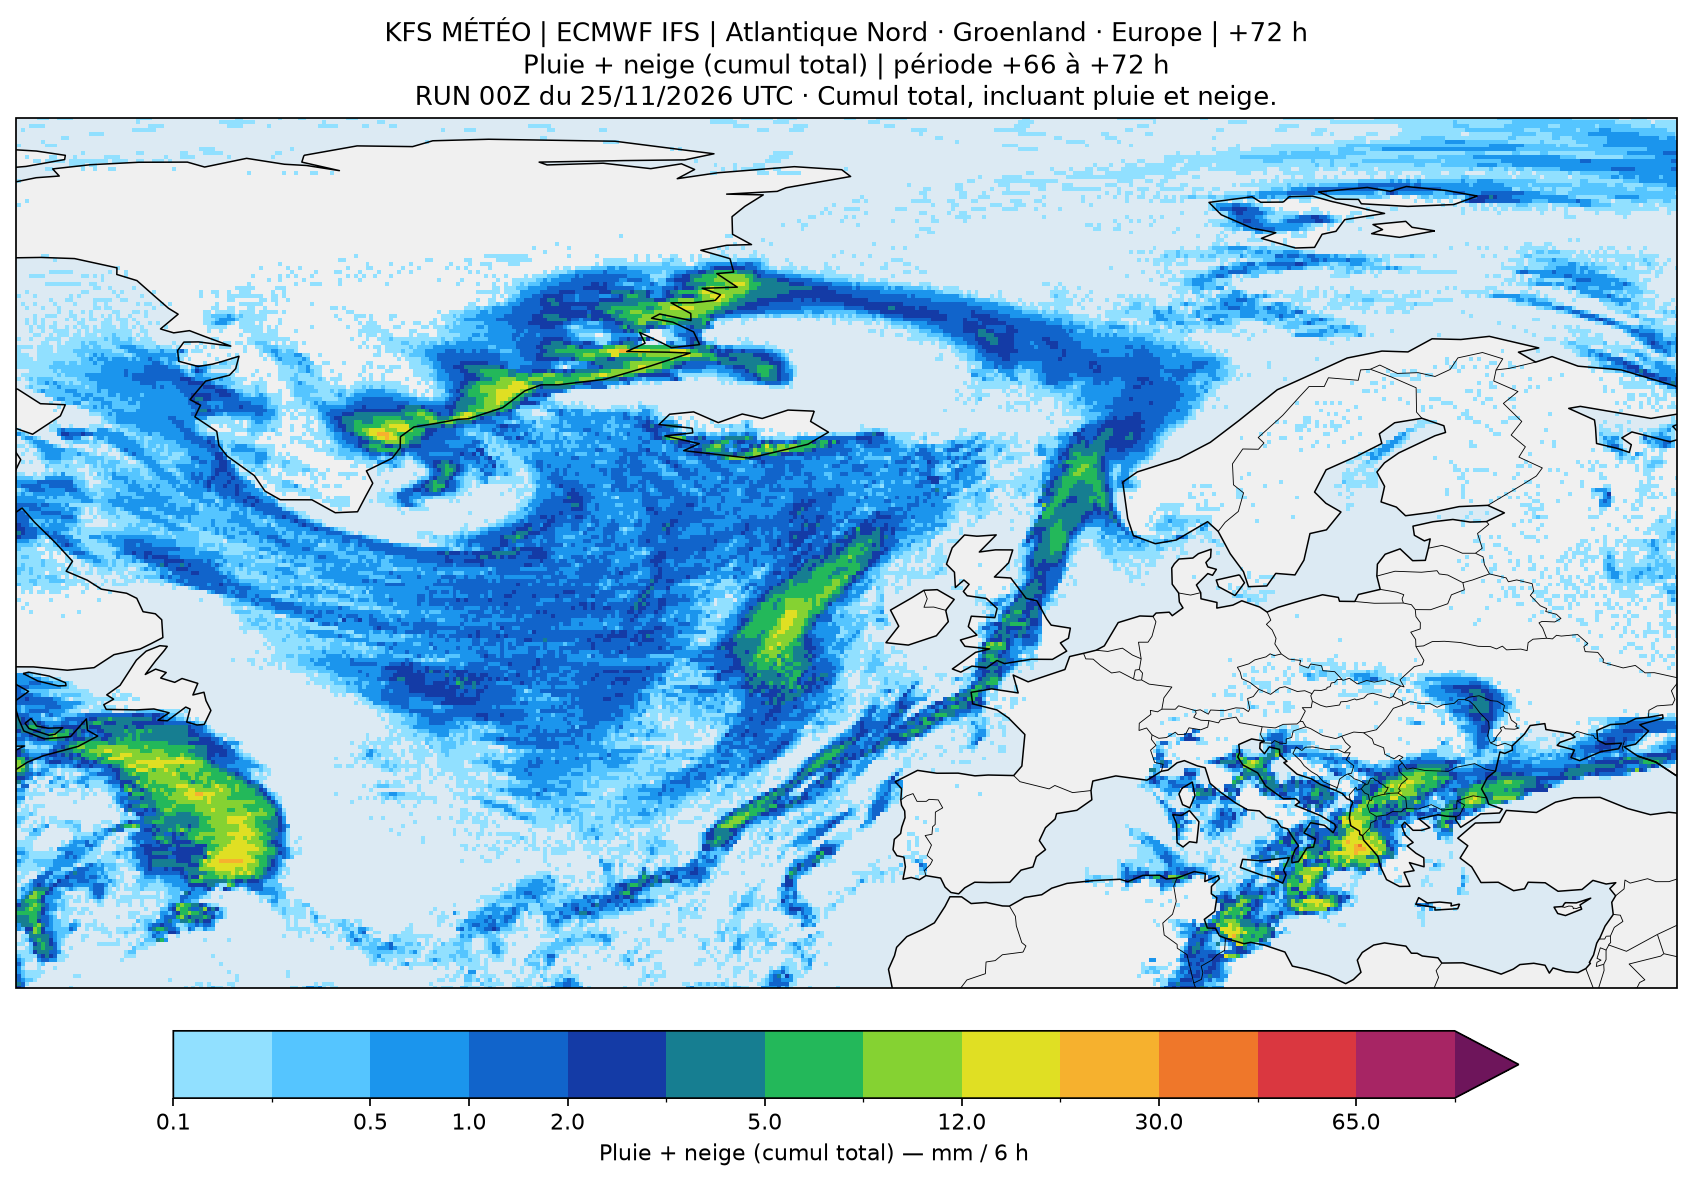 KFS MÉTÉO | ECMWF IFS | Atlantique Nord · Groenland · Europe | +72 h
Pluie + neige (cumul total) | période +66 à +72 h
RUN 00Z du 25/11/2026 UTC · Cumul total, incluant pluie et neige.
0.1 0.5 1.0 2.0 5.0 12.0 30.0 65.0
Pluie + neige (cumul total) — mm / 6 h